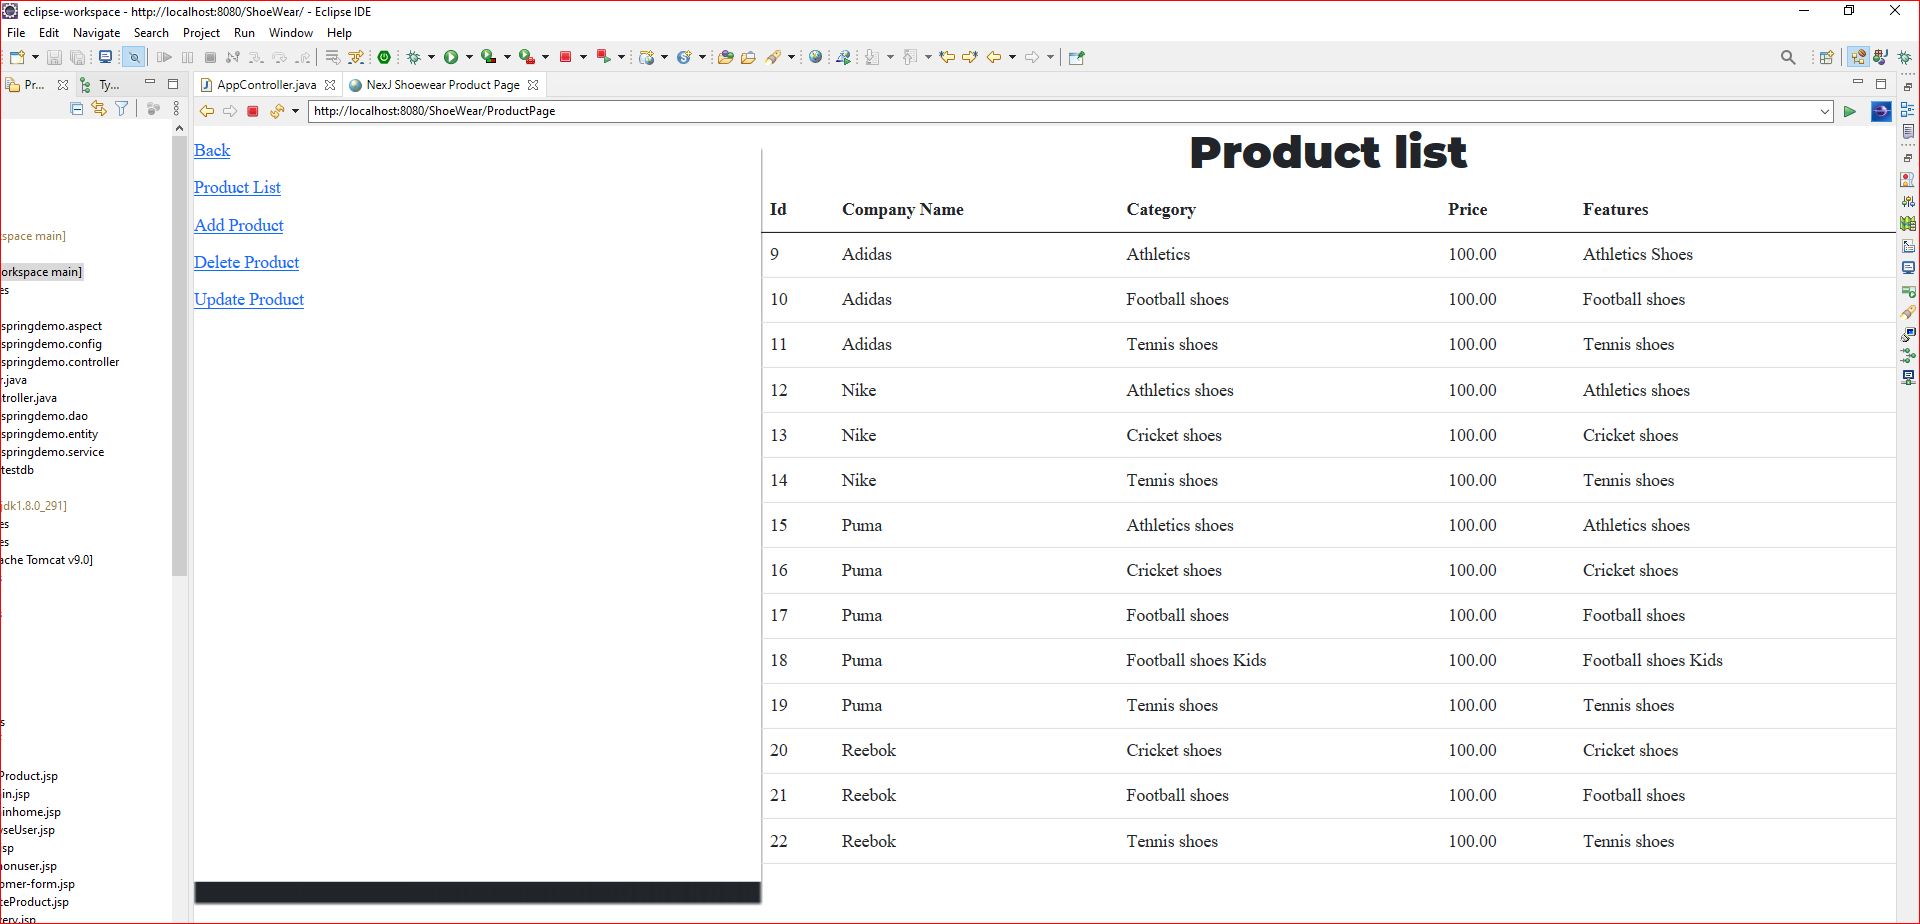 eclipse-workspace - http://localhost:8080/ShoeWear/ - Eclipse IDE
File Edit Navigate Search Project Run Window Help
Pr... Ty... AppController.java NexJ Shoewear Product Page
http://localhost:8080/ShoeWear/ProductPage
Back
Product List
Add Product
Delete Product
Update Product
Product list
Id Company Name Category Price Features
9 Adidas Athletics 100.00 Athletics Shoes
10 Adidas Football shoes 100.00 Football shoes
11 Adidas Tennis shoes 100.00 Tennis shoes
12 Nike Athletics shoes 100.00 Athletics shoes
13 Nike Cricket shoes 100.00 Cricket shoes
14 Nike Tennis shoes 100.00 Tennis shoes
15 Puma Athletics shoes 100.00 Athletics shoes
16 Puma Cricket shoes 100.00 Cricket shoes
17 Puma Football shoes 100.00 Football shoes
18 Puma Football shoes Kids 100.00 Football shoes Kids
19 Puma Tennis shoes 100.00 Tennis shoes
20 Reebok Cricket shoes 100.00 Cricket shoes
21 Reebok Football shoes 100.00 Football shoes
22 Reebok Tennis shoes 100.00 Tennis shoes
space main]
orkspace main]
es
springdemo.aspect
springdemo.config
springdemo.controller
r.java
troller.java
springdemo.dao
springdemo.entity
springdemo.service
testdb
jdk1.8.0_291]
es
es
ache Tomcat v9.0]
s
Product.jsp
in.jsp
inhome.jsp
vseUser.jsp
sp
nonuser.jsp
omer-form.jsp
teProduct.jsp
very.jsp